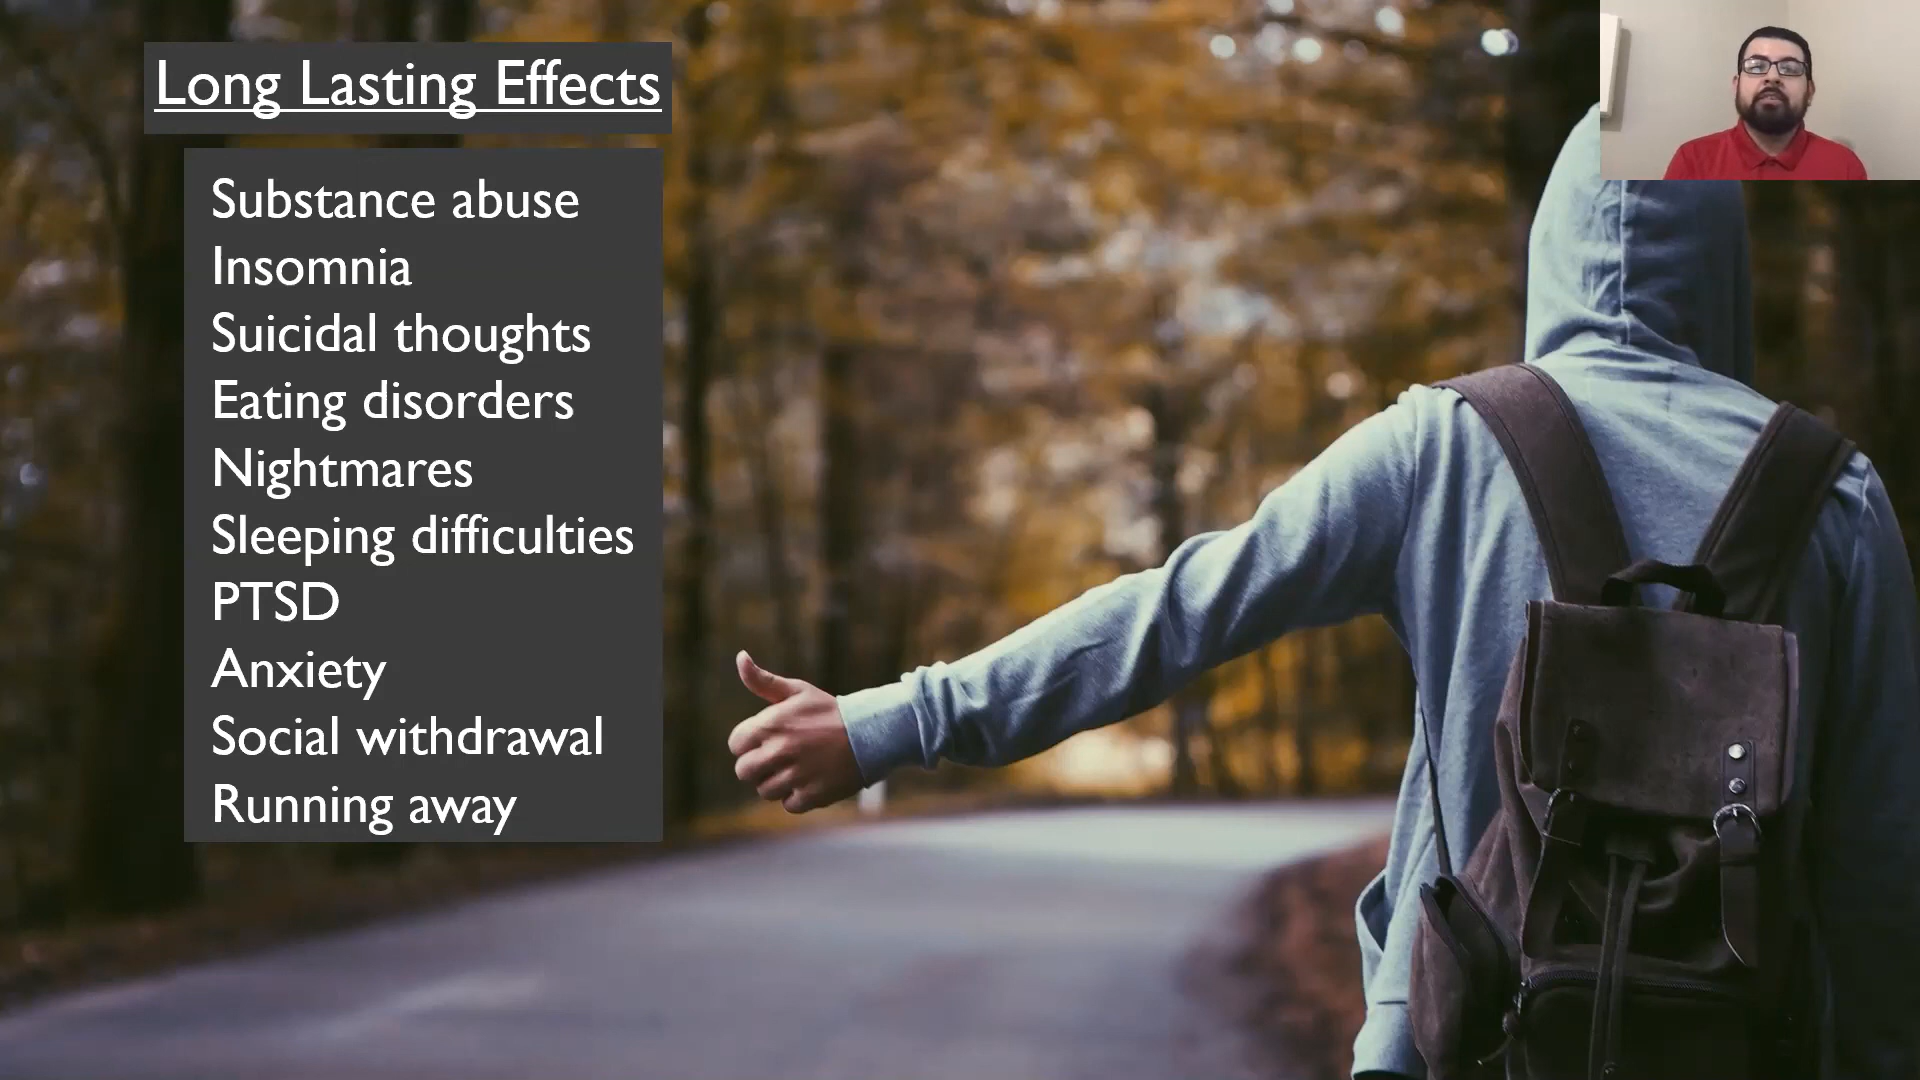 Long Lasting Effects
Substance abuse
Insomnia
Suicidal thoughts
Eating disorders
Nightmares
Sleeping difficulties
PTSD
Anxiety
Social withdrawal
Running away